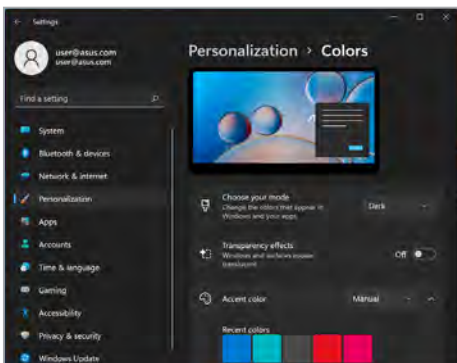 Settings
user@asus.com
user@asus.com
Find a setting
System
Bluetooth & devices
Network & internet
Personalization
Apps
Accounts
Time & language
Gaming
Accessibility
Privacy & security
Windows Update
Personalization › Colors
Choose your mode
Change the colors that appear in
Windows and your apps
Dark
Transparency effects
Windows and surfaces appear
translucent
Off
Accent color
Manual
Recent colors